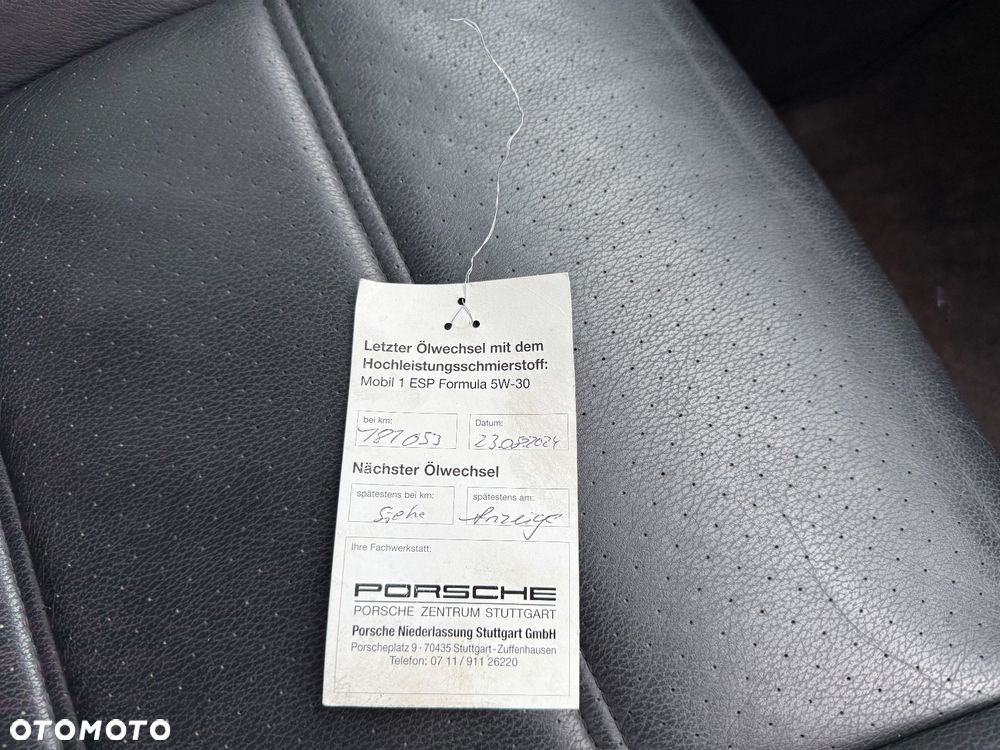 Letzter Ölwechsel mit dem
Hochleistungsschmierstoff:
Mobil 1 ESP Formula 5W-30
bei km:
Datum:
181053
Nächster Ölwechsel
spätestens bei km:
spätestens am:
Siehe
Anzeige
Ihre Fachwerkstatt:
PORSCHE
PORSCHE ZENTRUM STUTTGART
Porsche Niederlassung Stuttgart GmbH
Porscheplatz 9 · 70435 Stuttgart-Zuffenhausen
Telefon: 07 11 / 911 26220
OTOMOTO